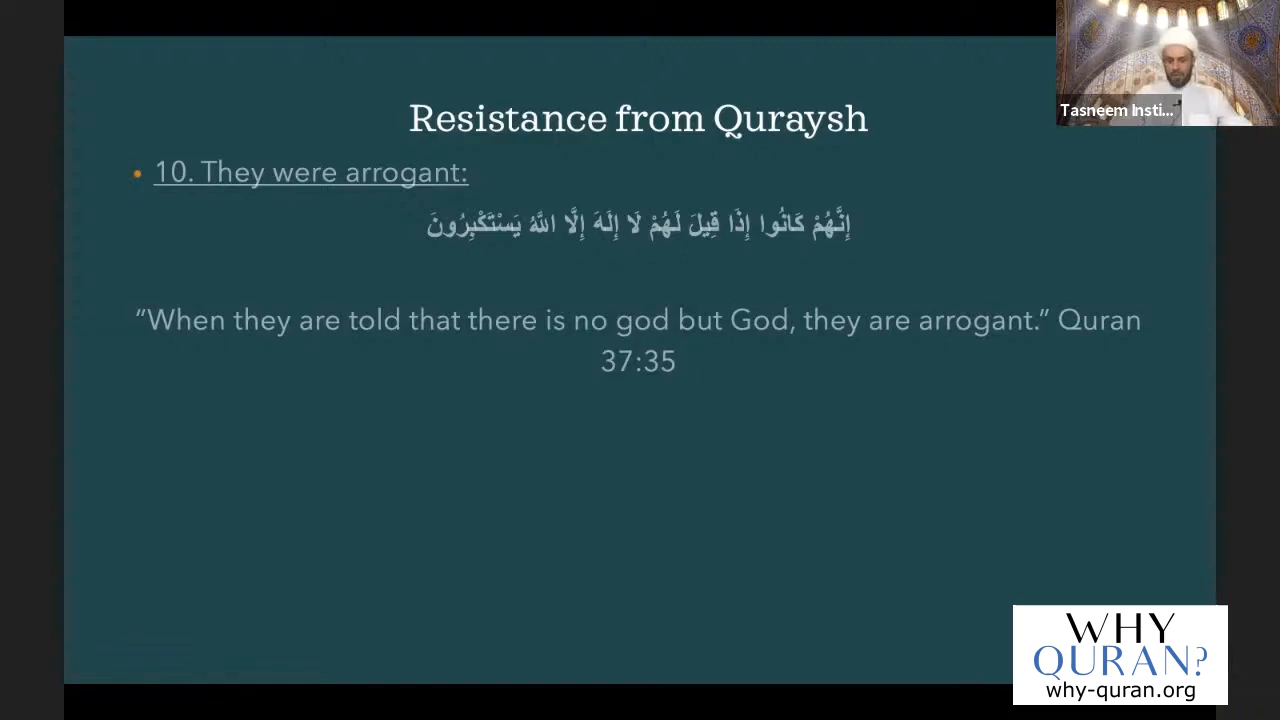 Resistance from Quraysh
• 10. They were arrogant:
إِنَّهُمْ كَانُوا إِذَا قِيلَ لَهُمْ لَا إِلَهَ إِلَّا اللَّهُ يَسْتَكْبِرُونَ
“When they are told that there is no god but God, they are arrogant.” Quran
37:35
Tasneem Insti...
WHY
QURAN?
why-quran.org